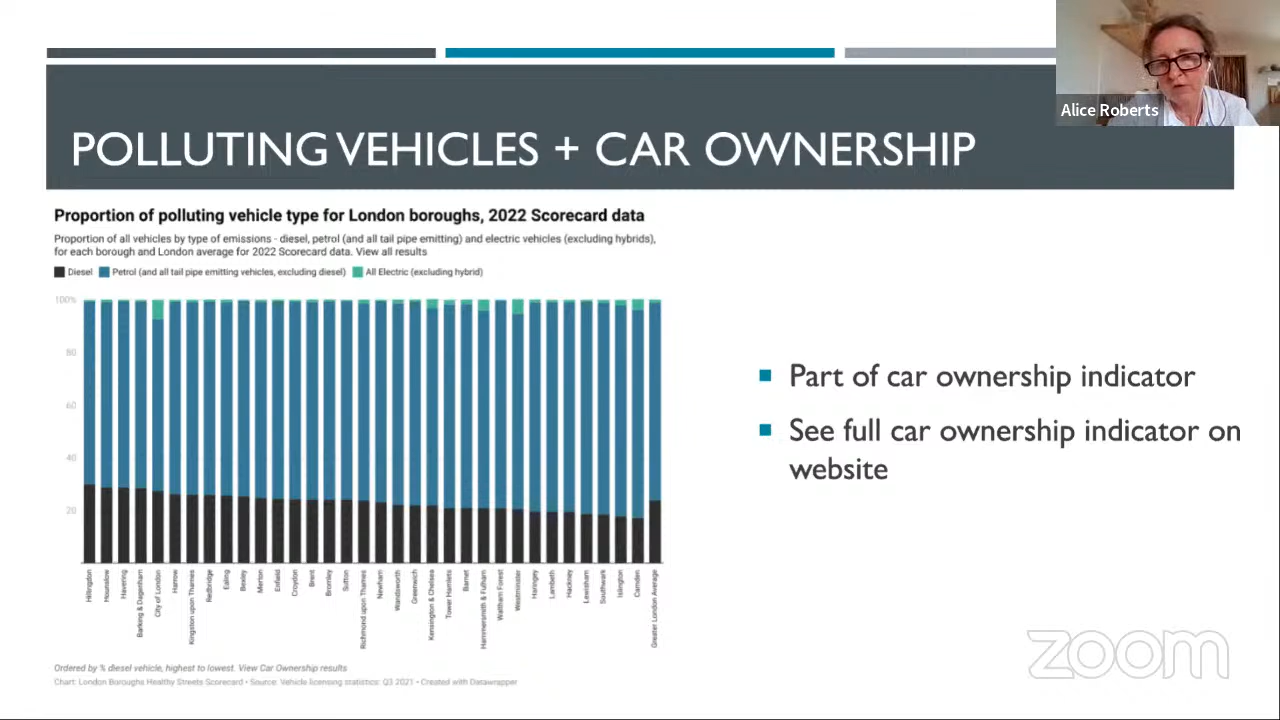 Alice Roberts
POLLUTING VEHICLES + CAR OWNERSHIP
Proportion of polluting vehicle type for London boroughs, 2022 Scorecard data
Proportion of all vehicles by type of emissions - diesel, petrol (and all tail pipe emitting) and electric vehicles (excluding hybrids),
for each borough and London average for 2022 Scorecard data. View all results
Diesel Petrol (and all tail pipe emitting vehicles, excluding diesel) All Electric (excluding hybrid)
100%
80
60
40
20
Hillingdon
Hounslow
Havering
Barking & Dagenham
City of London
Harrow
Kingston upon Thames
Redbridge
Ealing
Bexley
Merton
Enfield
Croydon
Brent
Bromley
Sutton
Richmond upon Thames
Newham
Wandsworth
Greenwich
Kensington & Chelsea
Tower Hamlets
Barnet
Hammersmith & Fulham
Waltham Forest
Westminster
Haringey
Lambeth
Hackney
Lewisham
Southwark
Islington
Camden
Greater London Average
Ordered by % diesel vehicle, highest to lowest. View Car Ownership results
Chart: London Boroughs Healthy Streets Scorecard • Source: Vehicle licensing statistics: Q3 2021 • Created with Datawrapper
Part of car ownership indicator
See full car ownership indicator on
website
zoom